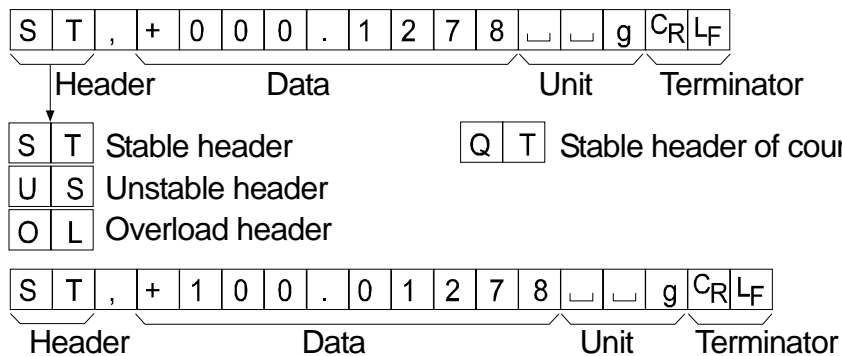 S T , + 0 0 0 . 1 2 7 8 ␣ ␣ g CR LF
Header Data Unit Terminator
S T Stable header Q T Stable header of
U S Unstable header
O L Overload header
S T , + 1 0 0 . 0 1 2 7 8 ␣ ␣ g CR LF
Header Data Unit Terminator